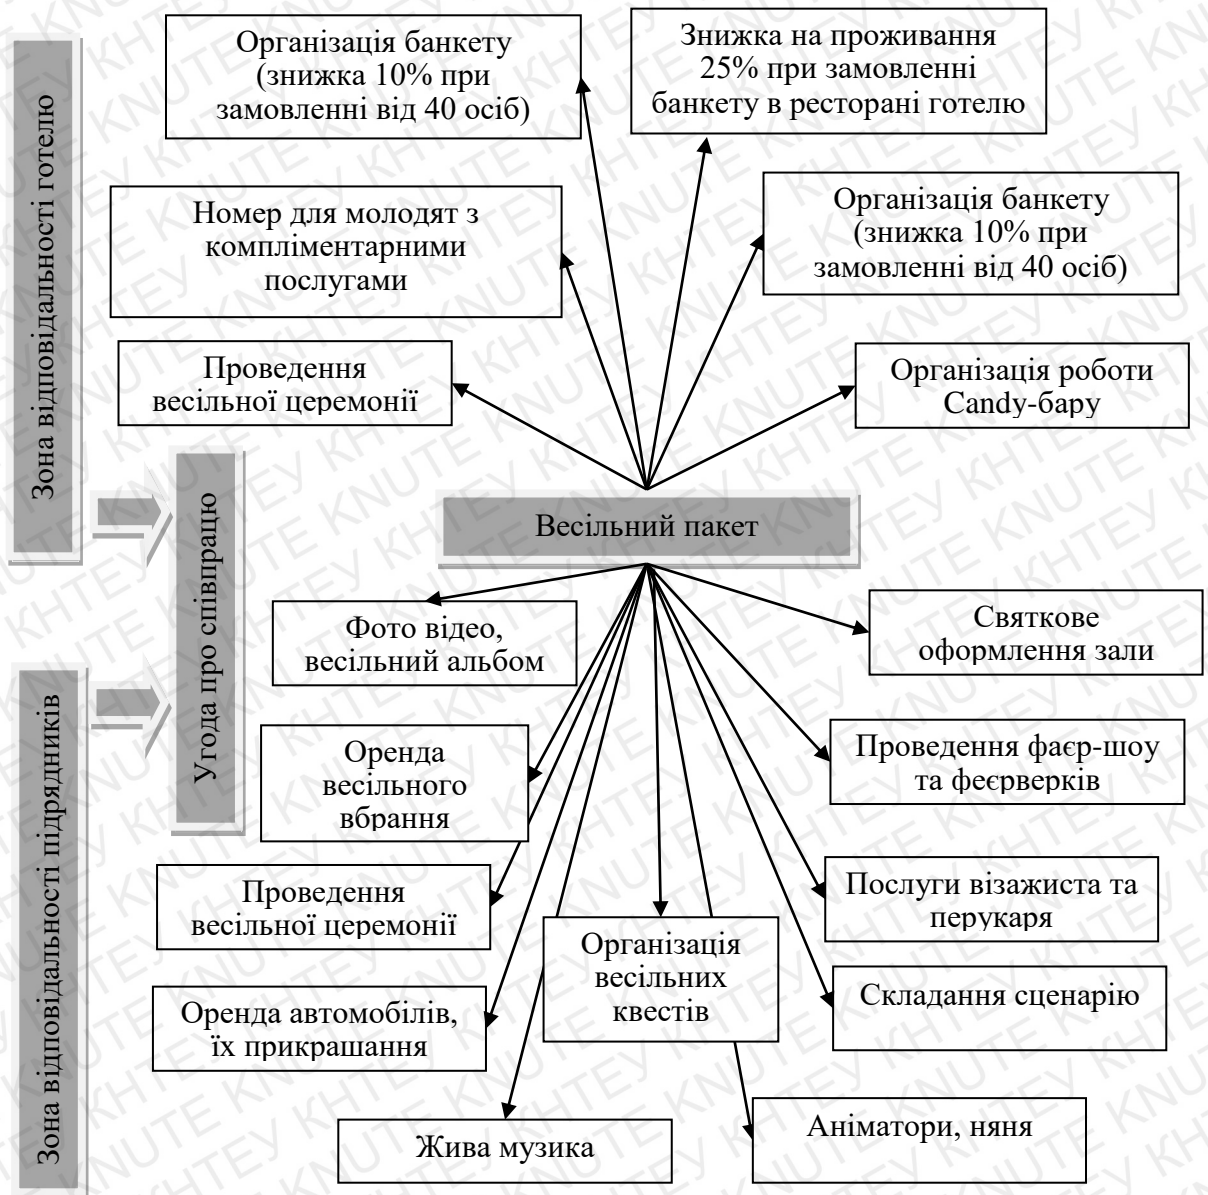 Зона відповідальності готелю
Організація банкету
(знижка 10% при
замовленні від 40 осіб)
Знижка на проживання
25% при замовленні
банкету в ресторані готелю
Номер для молодят з
компліментарними
послугами
Організація банкету
(знижка 10% при
замовленні від 40 осіб)
Проведення
весільної церемонії
Організація роботи
Candy-бару
Угода про співпрацю
Весільний пакет
Зона відповідальності підрядників
Фото відео,
весільний альбом
Святкове
оформлення зали
Оренда
весільного
вбрання
Проведення фаєр-шоу
та феєрверків
Проведення
весільної церемонії
Організація
весільних
квестів
Послуги візажиста та
перукаря
Оренда автомобілів,
їх прикрашання
Складання сценарію
Жива музика
Аніматори, няня
KNUTE КНТЕУ